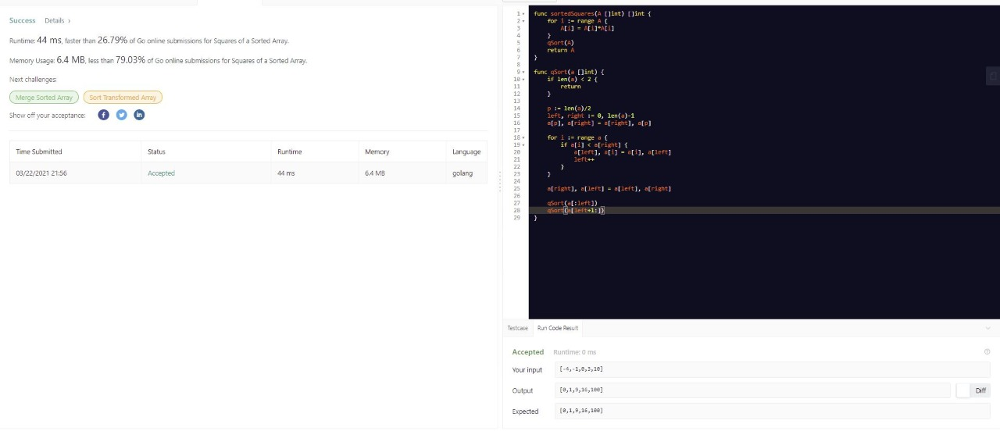 Success Details >
Runtime: 44 ms, faster than 26.79% of Go online submissions for Squares of a Sorted Array.
Memory Usage: 6.4 MB, less than 79.03% of Go online submissions for Squares of a Sorted Array.
Next challenges:
Merge Sorted Array Sort Transformed Array
Show off your acceptance:
Time Submitted Status Runtime Memory Language
03/22/2021 21:56 Accepted 44 ms 6.4 MB golang
1 func sortedSquares(A []int) []int {
2 for i := range A {
3 A[i] = A[i]*A[i]
4 }
5 qSort(A)
6 return A
7 }
8
9 func qSort(a []int) {
10 if len(a) < 2 {
11 return
12 }
13
14 p := len(a)/2
15 left, right := 0, len(a)-1
16 a[p], a[right] = a[right], a[p]
17
18 for i := range a {
19 if a[i] < a[right] {
20 a[left], a[i] = a[i], a[left]
21 left++
22 }
23 }
24
25 a[right], a[left] = a[left], a[right]
26
27 qSort(a[:left])
28 qSort(a[left+1:])
29 }
Testcase Run Code Result
Accepted Runtime: 0 ms
Your input [-4,-1,0,3,10]
Output [0,1,9,16,100] Diff
Expected [0,1,9,16,100]